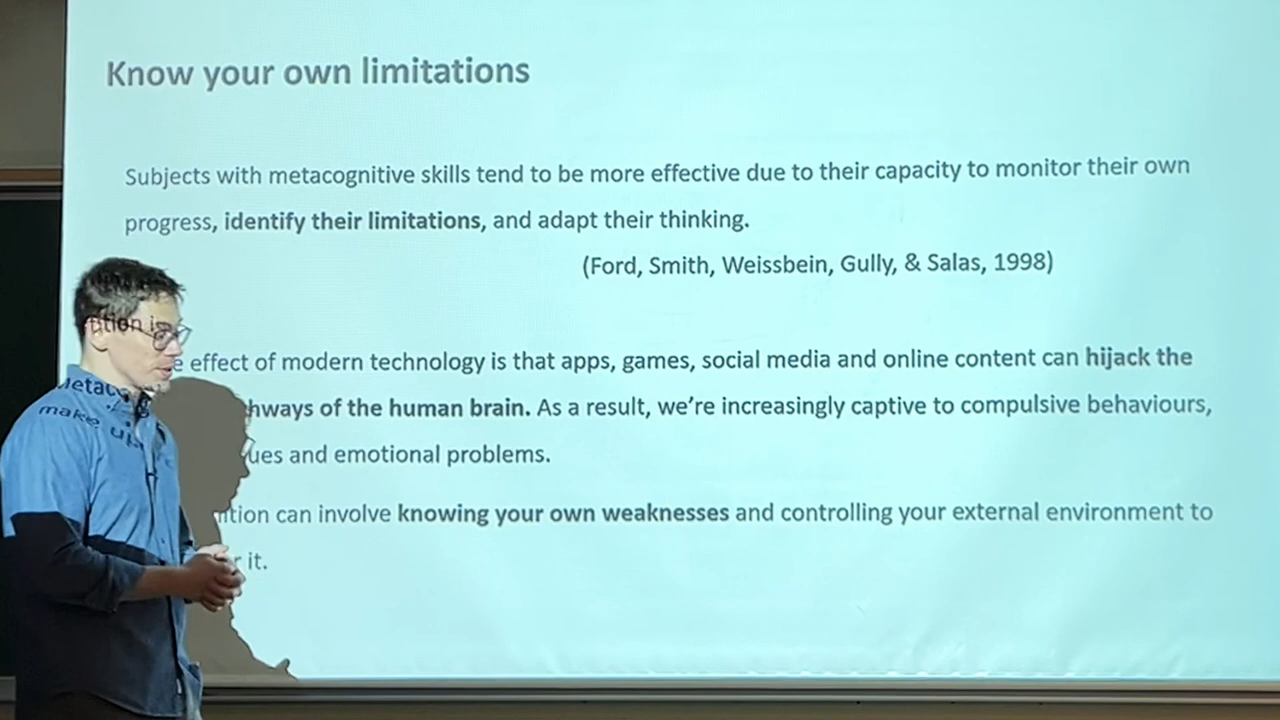 Know your own limitations
Subjects with metacognitive skills tend to be more effective due to their capacity to monitor their own
progress, identify their limitations, and adapt their thinking.
(Ford, Smith, Weissbein, Gully, & Salas, 1998)
effect of modern technology is that apps, games, social media and online content can hijack the
hways of the human brain. As a result, we're increasingly captive to compulsive behaviours,
ues and emotional problems.
ition can involve knowing your own weaknesses and controlling your external environment to
it.